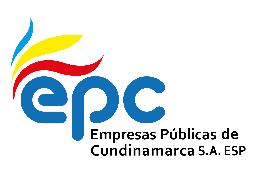 epc
Empresas Públicas de
Cundinamarca S.A. ESP